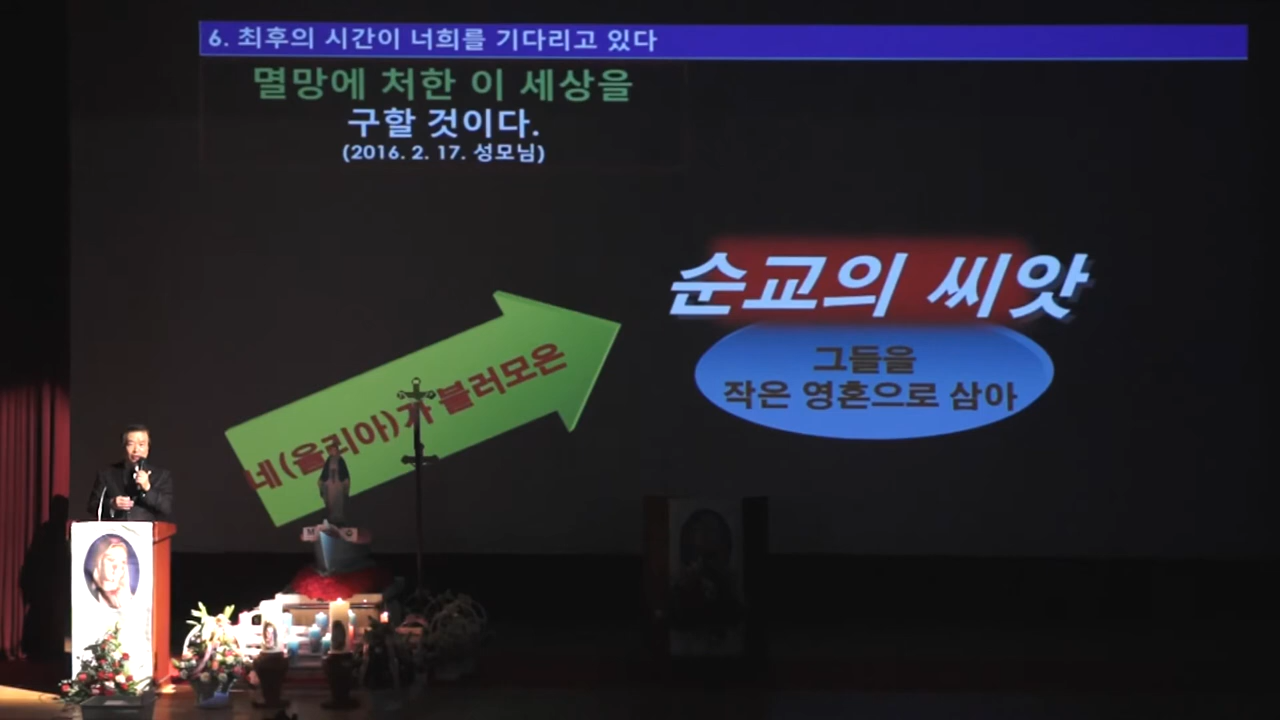 6. 최후의 시간이 너희를 기다리고 있다
멸망에 처한 이 세상을
구할 것이다.
(2016. 2. 17. 성모님)
순교의 씨앗
그들을
작은 영혼으로 삼아
네(율리아)가 불러모은